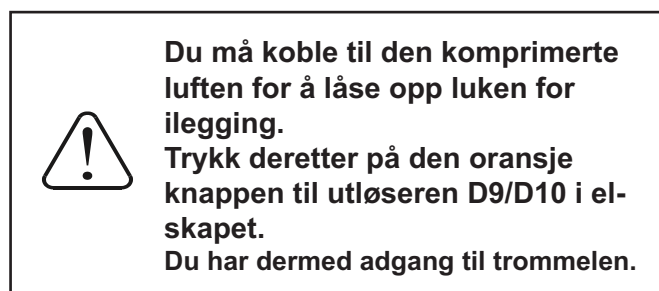 Du må koble til den komprimerte
luften for å låse opp luken for
ilegging.
Trykk deretter på den oransje
knappen til utløseren D9/D10 i el-
skapet.
Du har dermed adgang til trommelen.